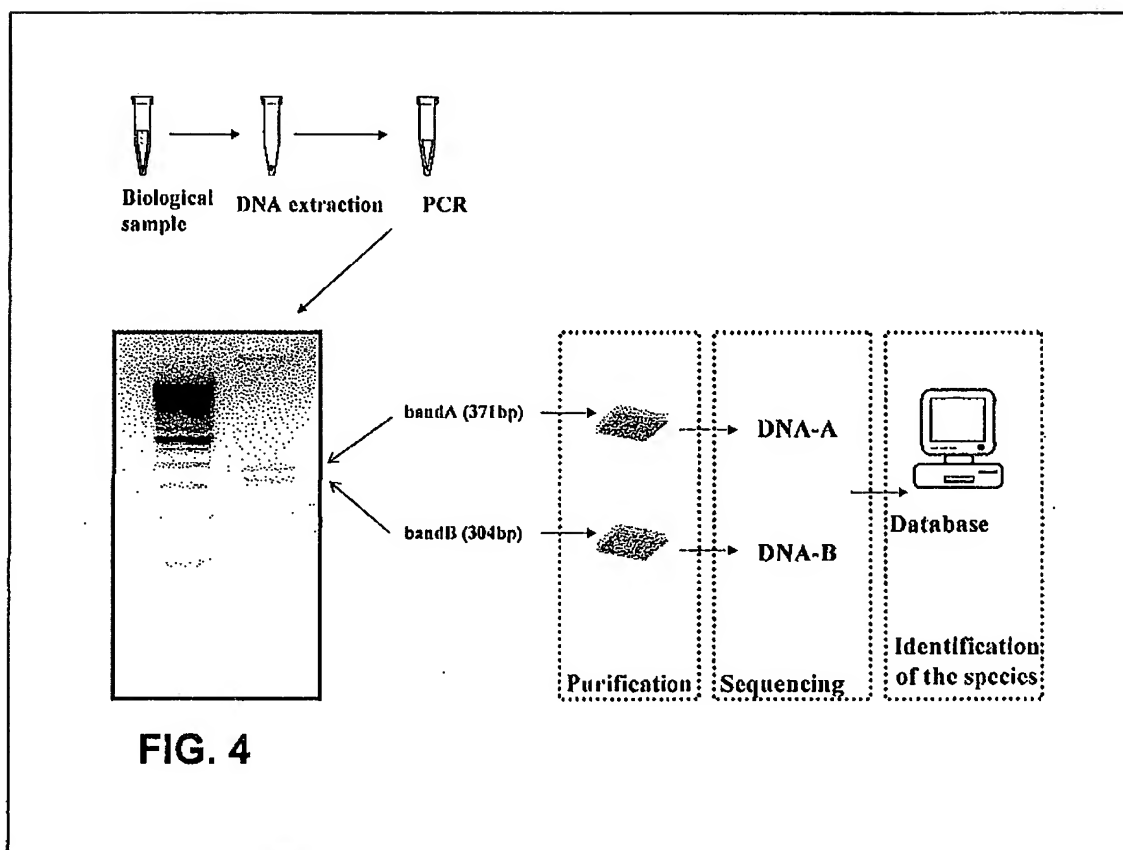 Biological
sample
DNA extraction
PCR
bandA (371bp)
DNA-A
bandB (304bp)
DNA-B
Database
Purification
Sequencing
Identification
of the species
FIG. 4